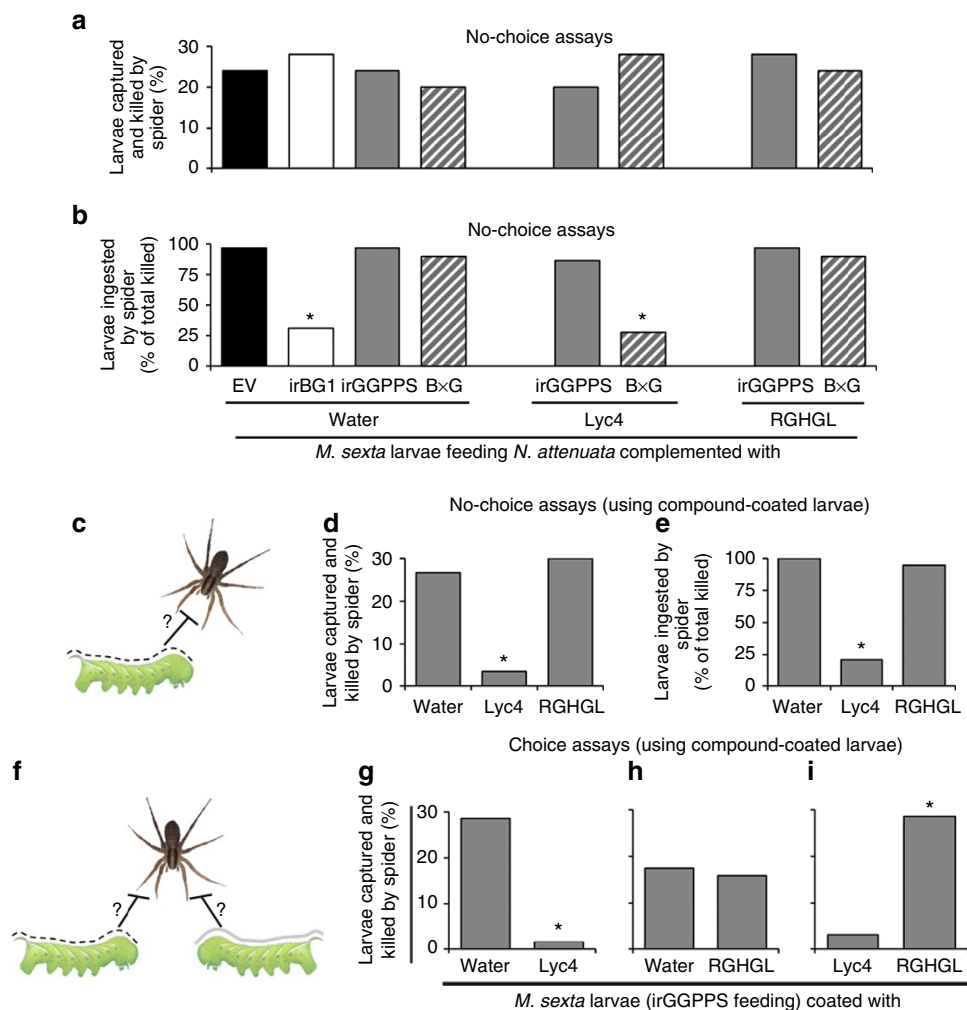 a
No-choice assays
Larvae captured
and killed by
spider (%)
30
20
10
0
b
No-choice assays
Larvae ingested
by spider
(% of total killed)
100
75
50
25
0
*
*
EV irBG1 irGGPPS B×G irGGPPS B×G irGGPPS B×G
Water Lyc4 RGHGL
M. sexta larvae feeding N. attenuata complemented with
No-choice assays (using compound-coated larvae)
c
?
d
Larvae captured and
killed by spider (%)
30
20
10
0
*
Water Lyc4 RGHGL
e
Larvae ingested by
spider
(% of total killed)
100
75
50
25
0
*
Water Lyc4 RGHGL
Choice assays (using compound-coated larvae)
f
? ?
g
Larvae captured and
killed by spider (%)
30
20
10
0
*
Water Lyc4
h
Water RGHGL
i
*
Lyc4 RGHGL
M. sexta larvae (irGGPPS feeding) coated with